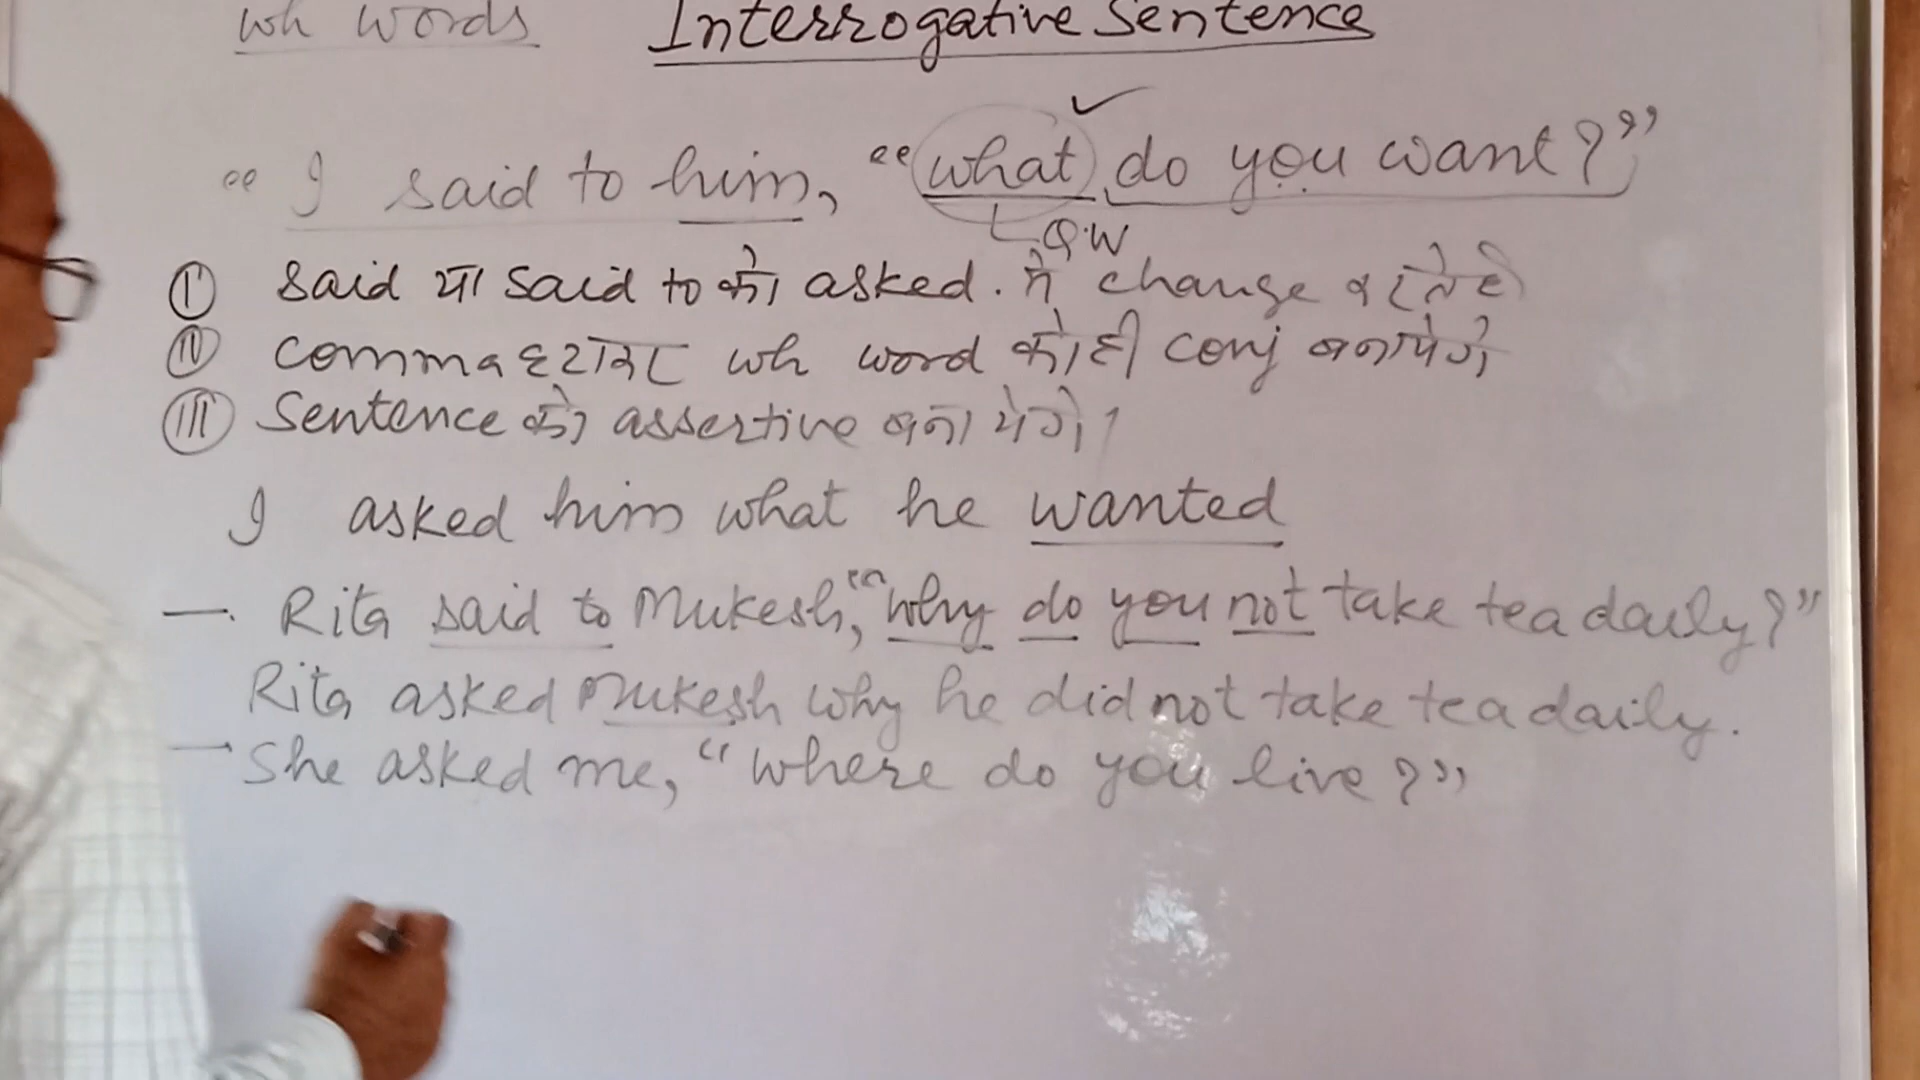 wh words Interrogative Sentence
" I said to him, "what do you want?"
Q.W
I said या said to को asked. में change करते है
II comma हटाकर wh word को ही conj बनायेगे
III Sentence को assertive बनायेगे।
I asked him what he wanted
— Rita said to Mukesh, "why do you not take tea daily?"
Rita asked Mukesh why he did not take tea daily.
— She asked me, "where do you live?"